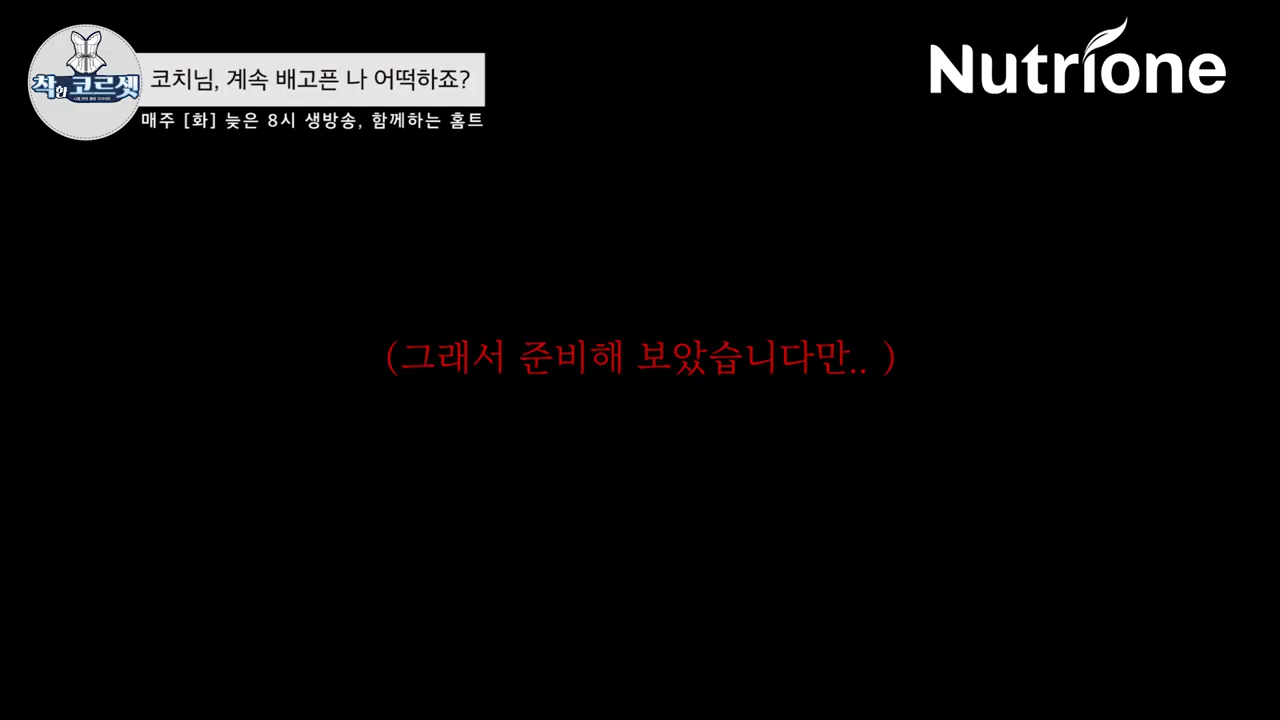 착한 코르셋
코치님, 계속 배고픈 나 어떡하죠?
매주 [화] 늦은 8시 생방송, 함께하는 홈트
Nutrione
(그래서 준비해 보았습니다만.. )